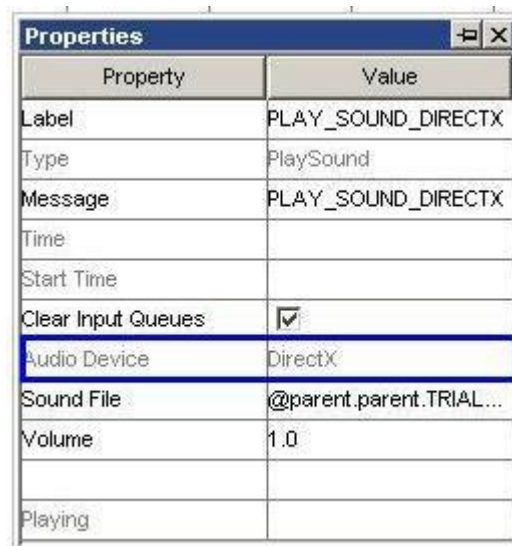 Properties
Property Value
Label PLAY_SOUND_DIRECTX
Type PlaySound
Message PLAY_SOUND_DIRECTX
Time
Start Time
Clear Input Queues
Audio Device DirectX
Sound File @parent.parent.TRIAL...
Volume 1.0
Playing